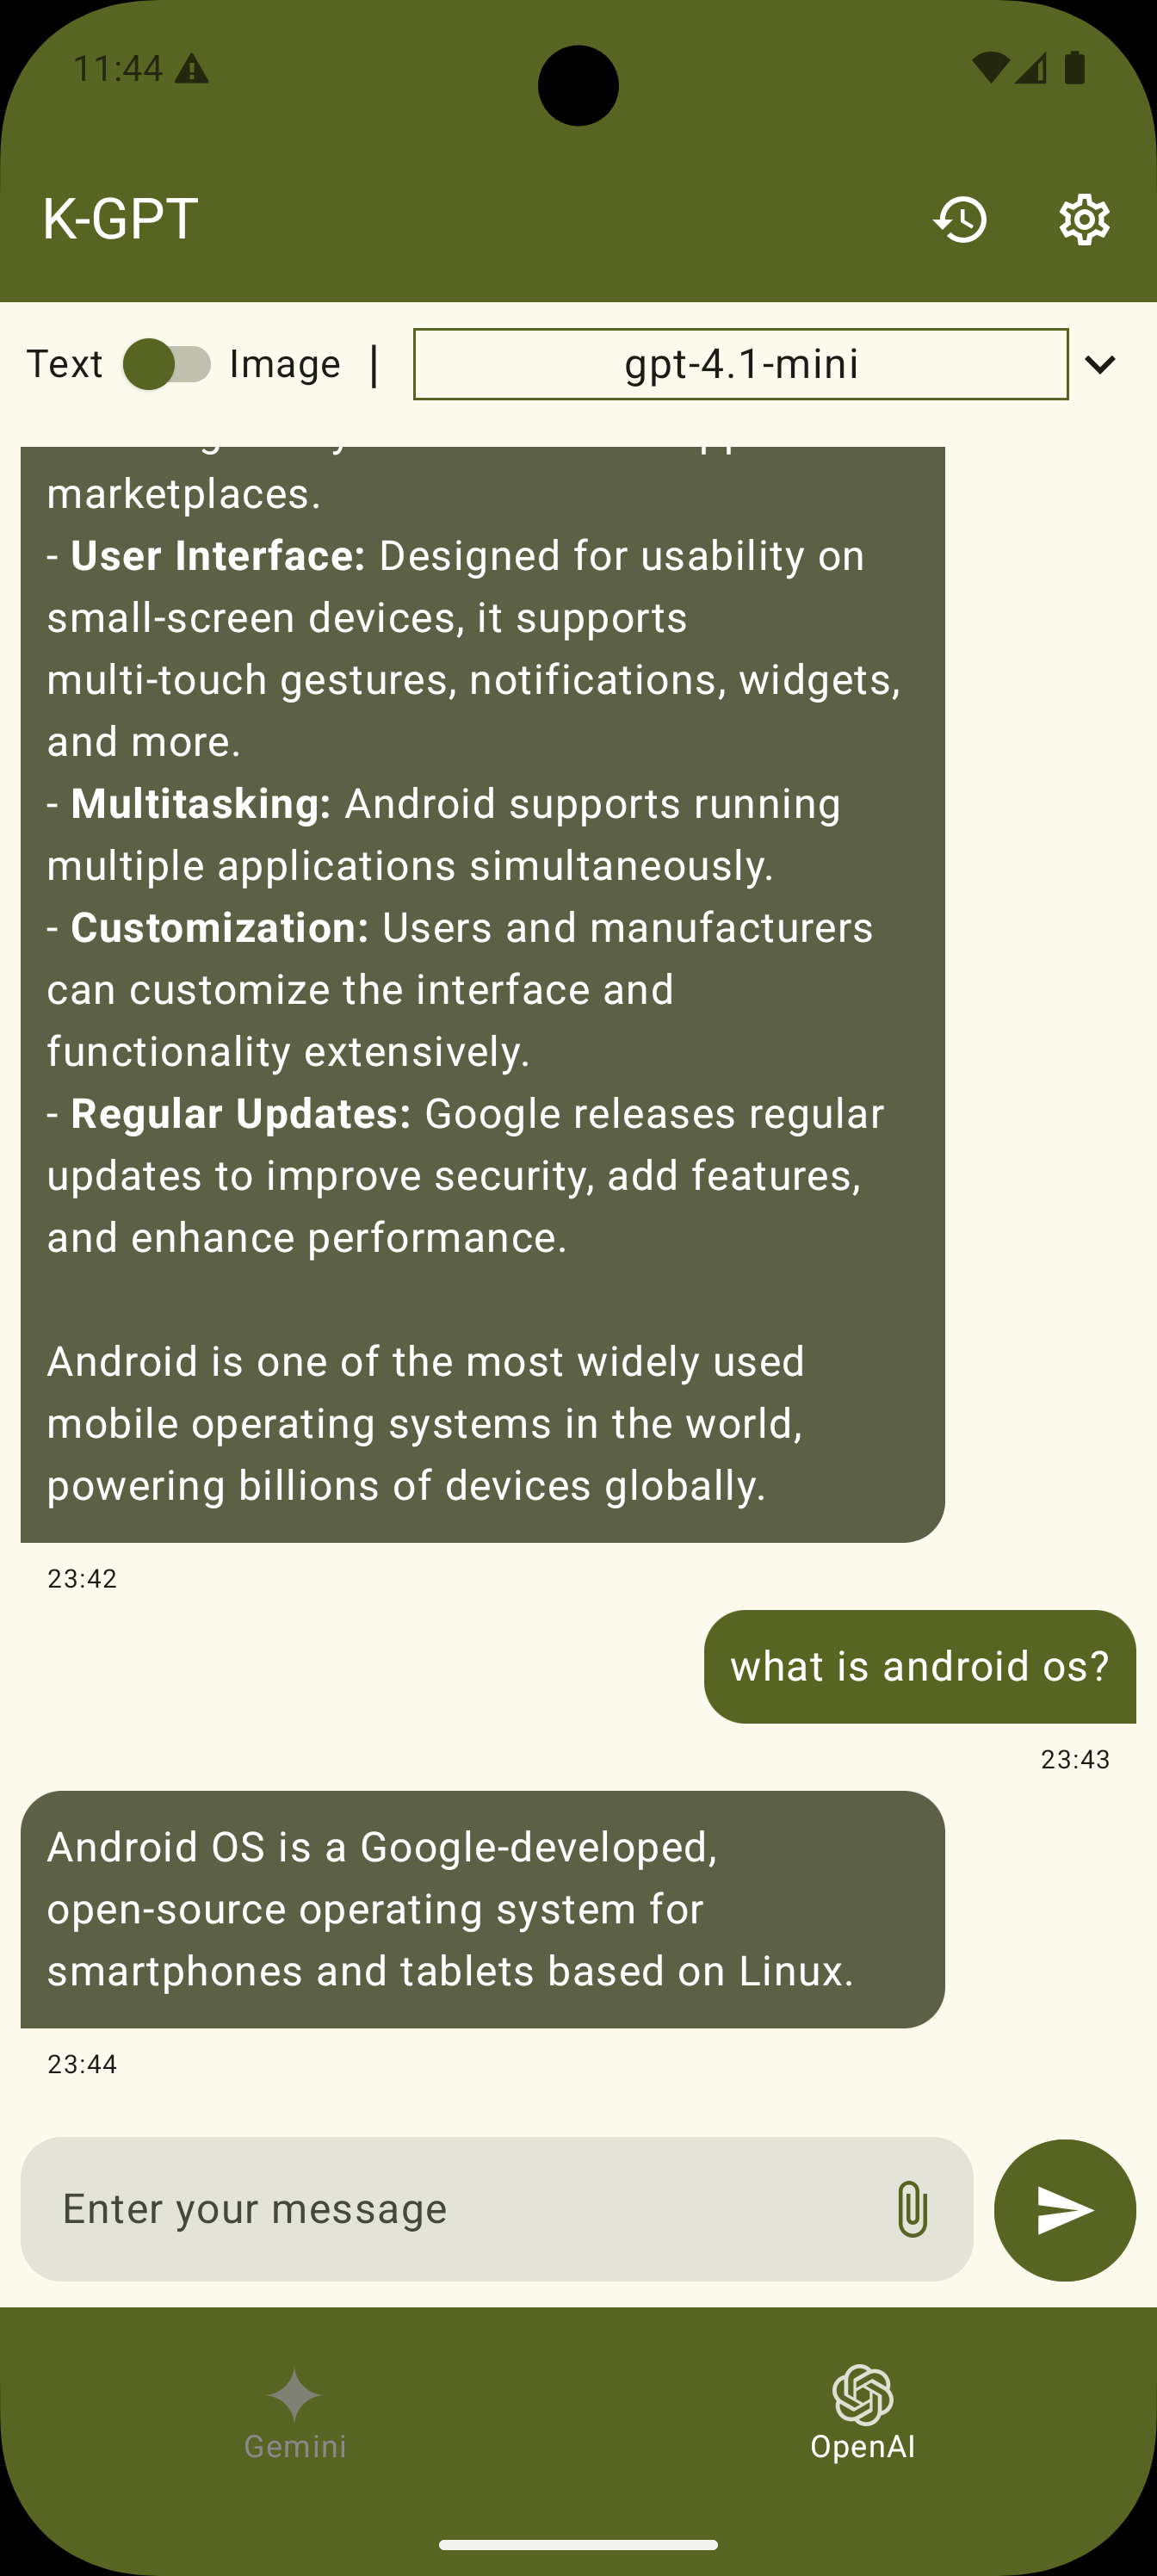 11:44
K-GPT
Text Image | gpt-4.1-mini
marketplaces.
- User Interface: Designed for usability on
small-screen devices, it supports
multi-touch gestures, notifications, widgets,
and more.
- Multitasking: Android supports running
multiple applications simultaneously.
- Customization: Users and manufacturers
can customize the interface and
functionality extensively.
- Regular Updates: Google releases regular
updates to improve security, add features,
and enhance performance.
Android is one of the most widely used
mobile operating systems in the world,
powering billions of devices globally.
23:42
what is android os?
23:43
Android OS is a Google-developed,
open-source operating system for
smartphones and tablets based on Linux.
23:44
Enter your message
Gemini
OpenAI